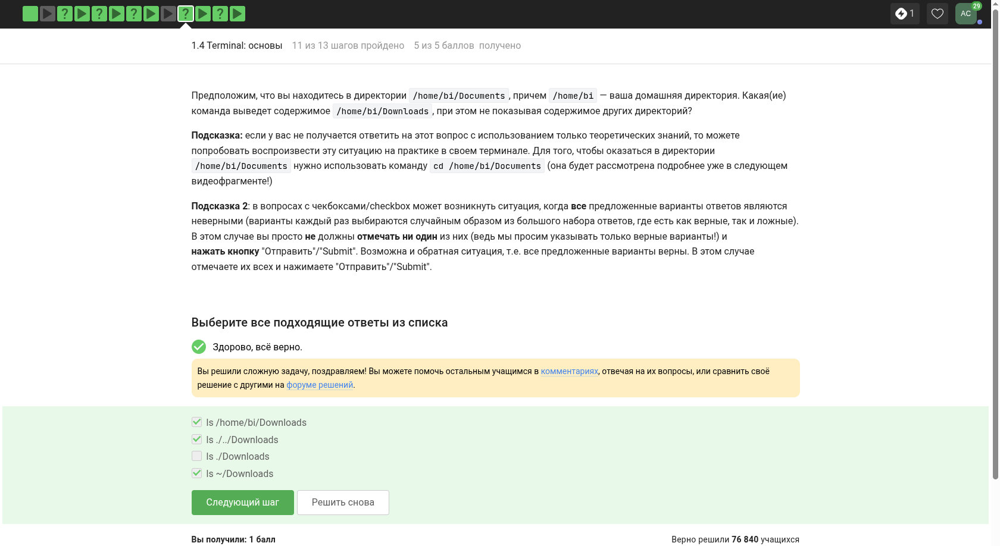 ? ? ? ? ?
1
AC
29
1.4 Terminal: основы 11 из 13 шагов пройдено 5 из 5 баллов получено
Предположим, что вы находитесь в директории /home/bi/Documents, причем /home/bi — ваша домашняя директория. Какая(ие)
команда выведет содержимое /home/bi/Downloads, при этом не показывая содержимое других директорий?
Подсказка: если у вас не получается ответить на этот вопрос с использованием только теоретических знаний, то можете
попробовать воспроизвести эту ситуацию на практике в своем терминале. Для того, чтобы оказаться в директории
/home/bi/Documents нужно использовать команду cd /home/bi/Documents (она будет рассмотрена подробнее уже в следующем
видеофрагменте!)
Подсказка 2: в вопросах с чекбоксами/checkbox может возникнуть ситуация, когда все предложенные варианты ответов являются
неверными (варианты каждый раз выбираются случайным образом из большого набора ответов, где есть как верные, так и ложные).
В этом случае вы просто не должны отмечать ни один из них (ведь мы просим указывать только верные варианты!) и
нажать кнопку "Отправить"/"Submit". Возможна и обратная ситуация, т.е. все предложенные варианты верны. В этом случае
отмечаете их всех и нажимаете "Отправить"/"Submit".
Выберите все подходящие ответы из списка
Здорово, всё верно.
Вы решили сложную задачу, поздравляем! Вы можете помочь остальным учащимся в комментариях, отвечая на их вопросы, или сравнить своё
решение с другими на форуме решений.
ls /home/bi/Downloads
ls ./../Downloads
ls ./Downloads
ls ~/Downloads
Следующий шаг Решить снова
Вы получили: 1 балл Верно решили 76 840 учащихся